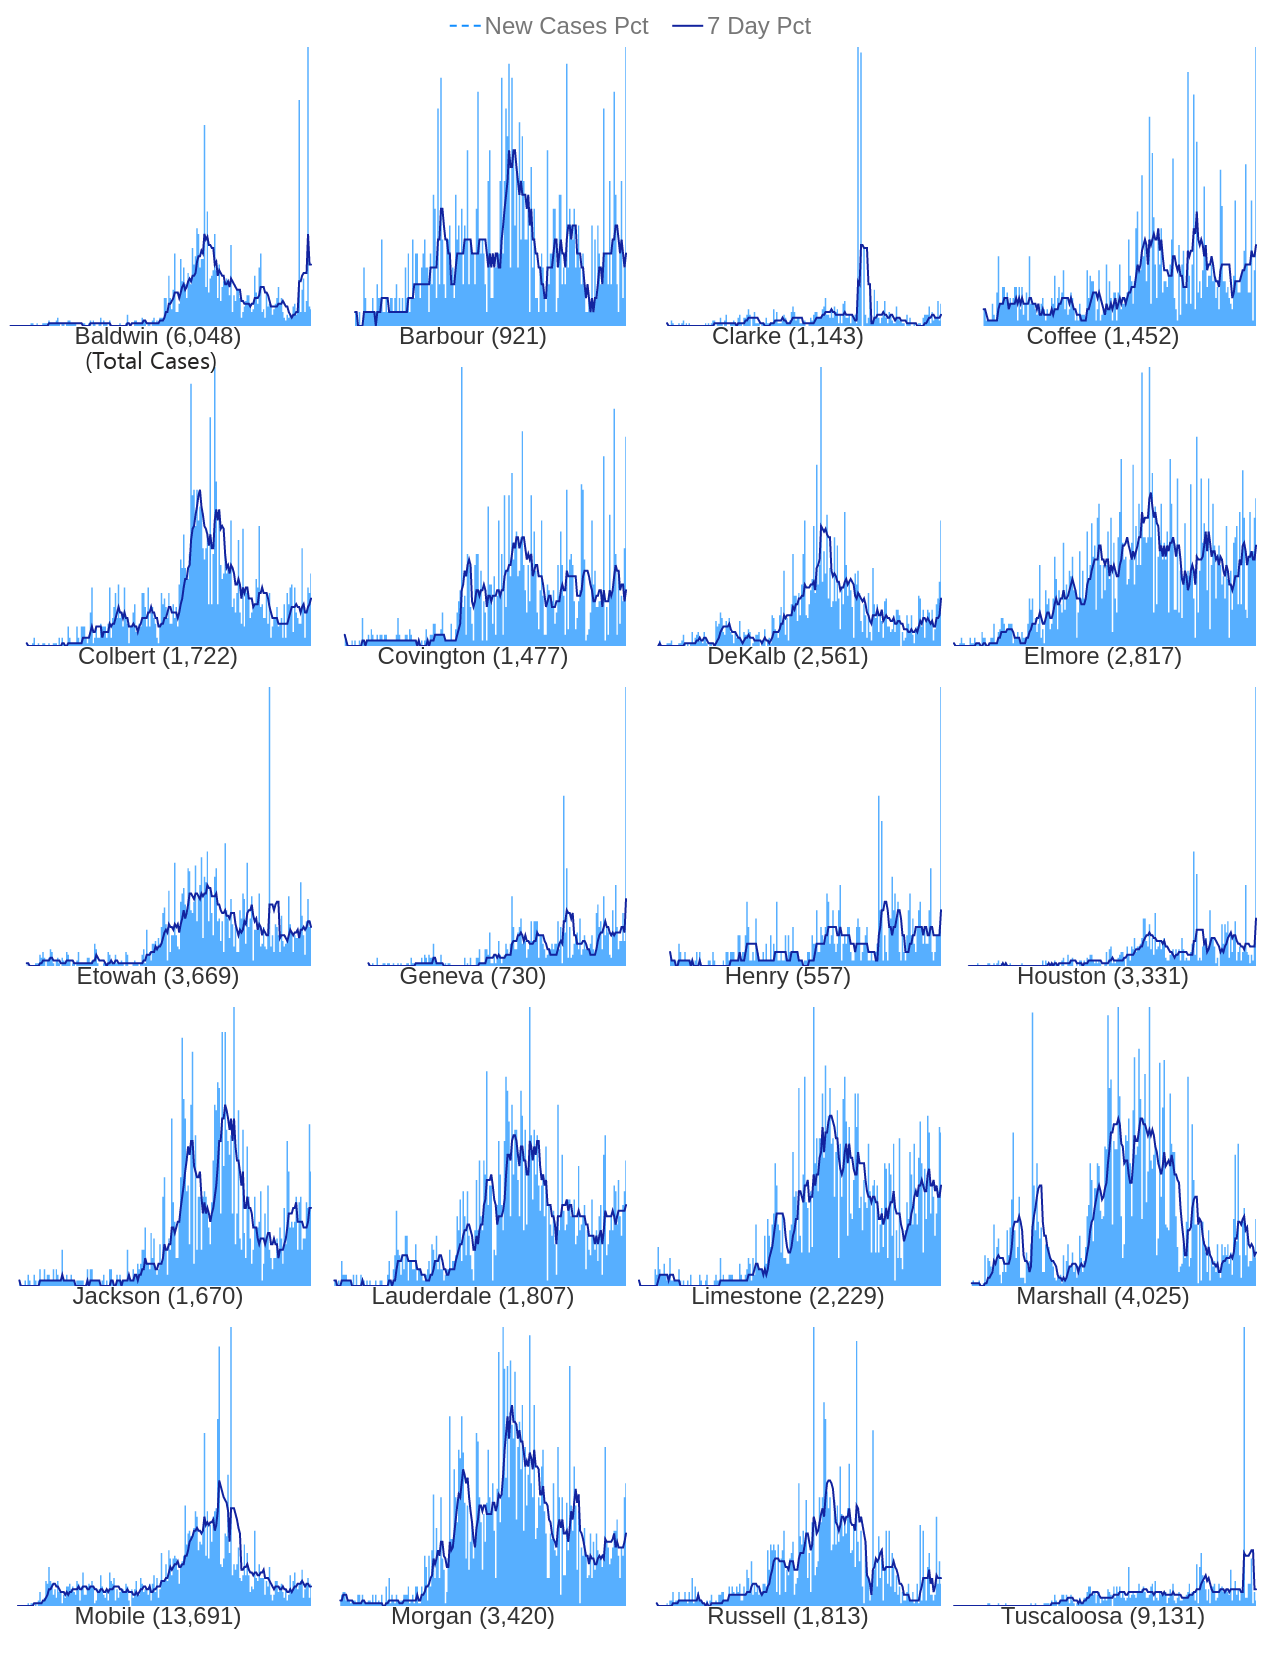 New Cases Pct 7 Day Pct
Baldwin (6,048) Barbour (921) Clarke (1,143) Coffee (1,452)
(Total Cases)
Colbert (1,722) Covington (1,477) DeKalb (2,561) Elmore (2,817)
Etowah (3,669) Geneva (730) Henry (557) Houston (3,331)
Jackson (1,670) Lauderdale (1,807) Limestone (2,229) Marshall (4,025)
Mobile (13,691) Morgan (3,420) Russell (1,813) Tuscaloosa (9,131)